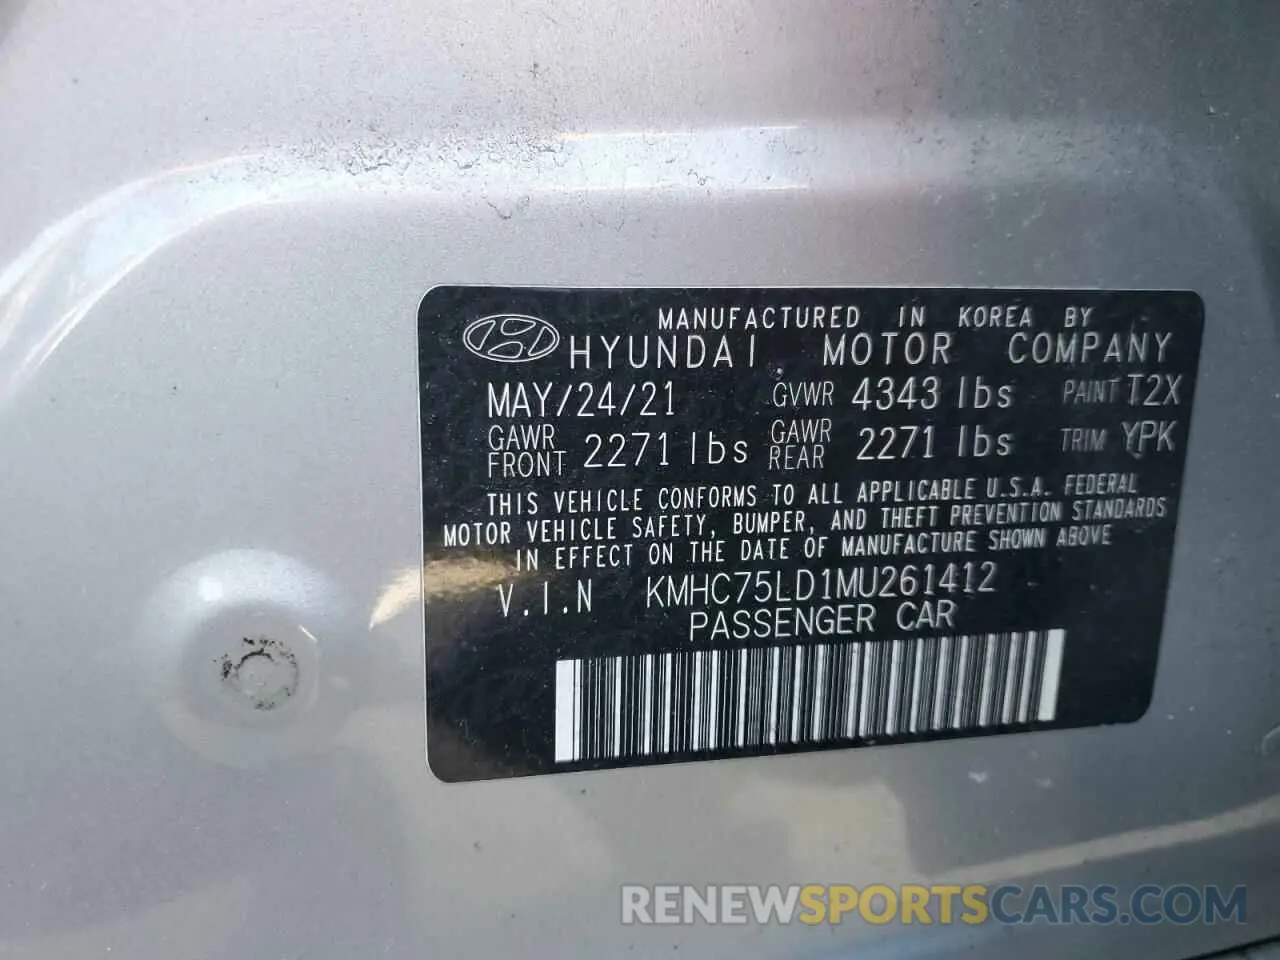 MANUFACTURED IN KOREA BY
HYUNDAI MOTOR COMPANY
MAY/24/21 GVWR 4343 lbs PAINT T2X
GAWR FRONT 2271 lbs GAWR REAR 2271 lbs TRIM YPK
THIS VEHICLE CONFORMS TO ALL APPLICABLE U.S.A. FEDERAL
MOTOR VEHICLE SAFETY, BUMPER, AND THEFT PREVENTION STANDARDS
IN EFFECT ON THE DATE OF MANUFACTURE SHOWN ABOVE
V.I.N KMHC75LD1MU261412
PASSENGER CAR
RENEWSPORTSCARS.COM